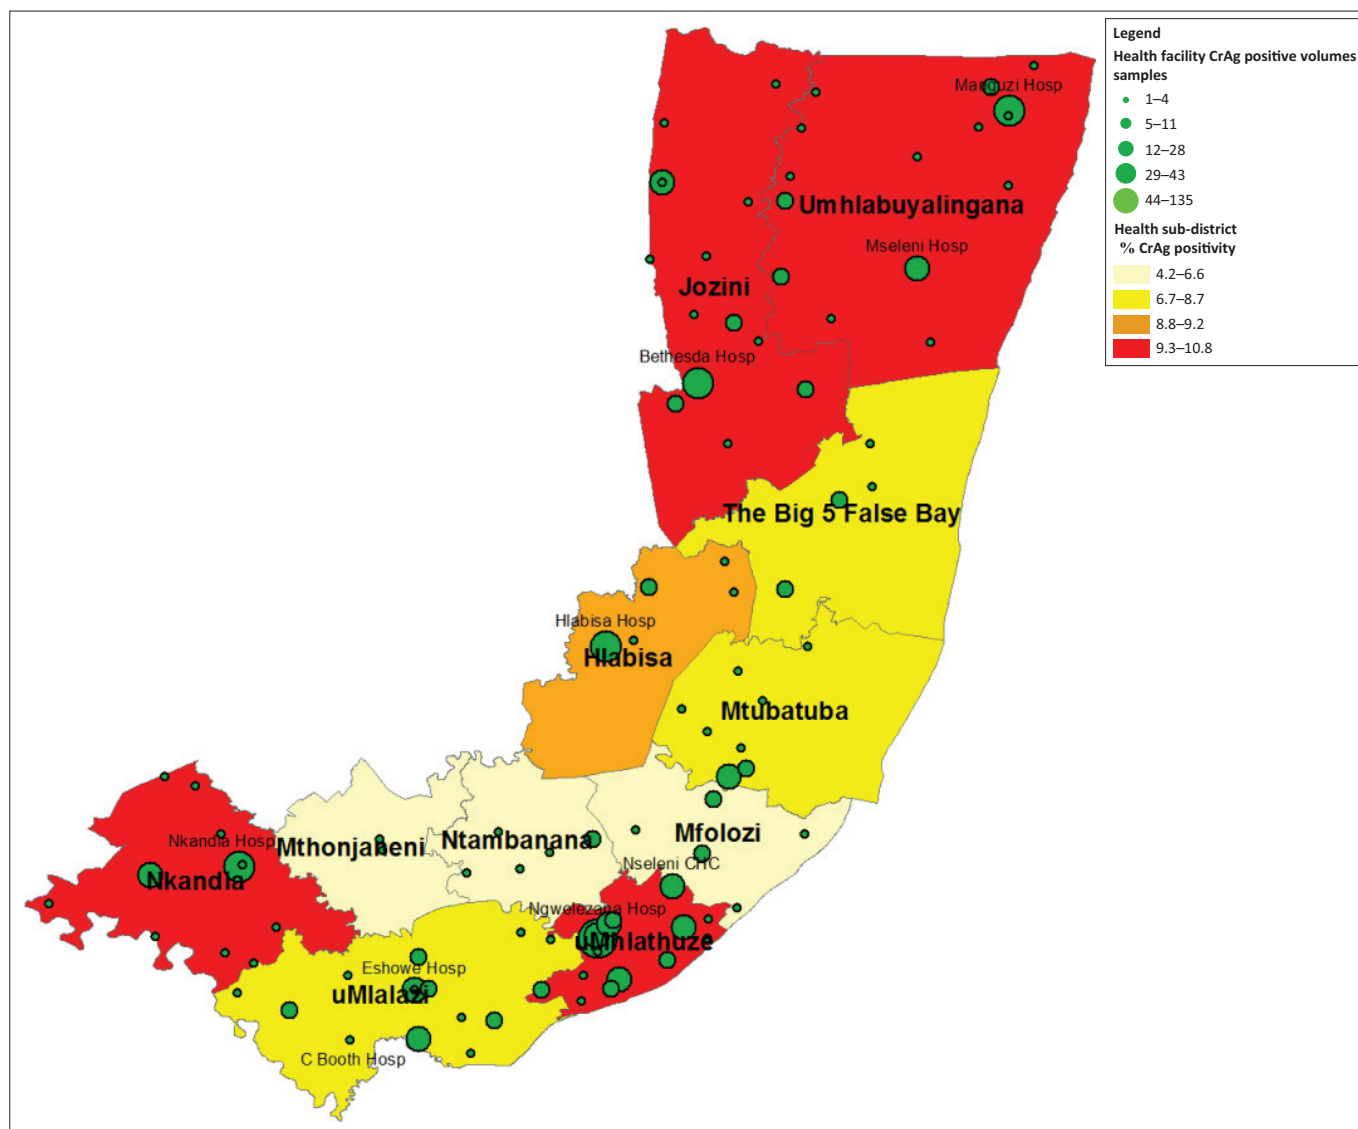 Legend
Health facility CrAg positive volumes
samples
1–4
5–11
12–28
29–43
44–135
Health sub-district
% CrAg positivity
4.2–6.6
6.7–8.7
8.8–9.2
9.3–10.8
Manguzi Hosp
Umhlabuyalingana
Mseleni Hosp
Jozini
Bethesda Hosp
The Big 5 False Bay
Hlabisa Hosp
Hlabisa
Mtubatuba
Mfolozi
Nkandla Hosp
Mthonjaheni
Ntambanana
Nseleni CHC
Nkandla
Ngwelezana Hosp
uMhlathuze
Eshowe Hosp
uMlalazi
C Booth Hosp